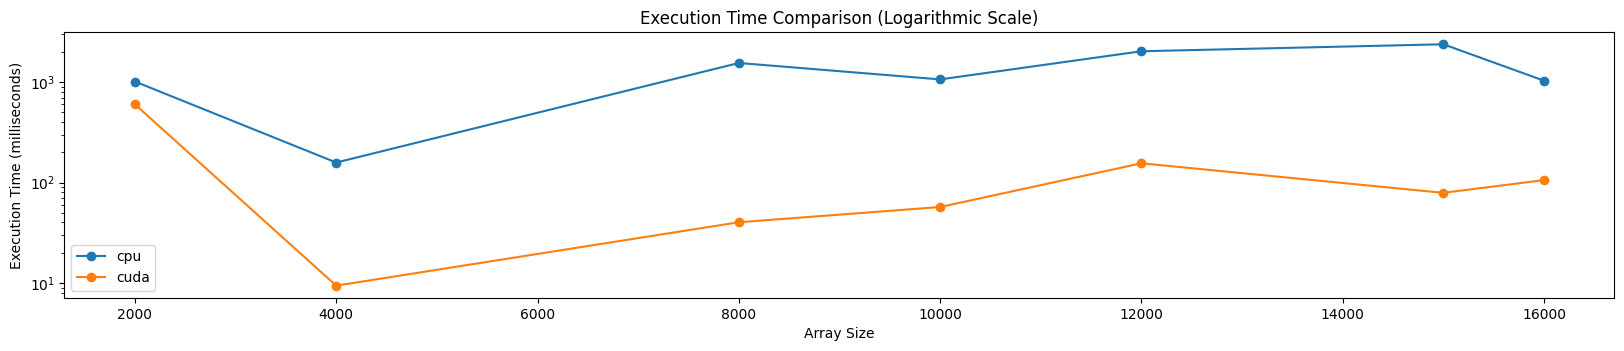 Execution Time Comparison (Logarithmic Scale)
Execution Time (milliseconds)
10³
10²
10¹
cpu
cuda
2000 4000 6000 8000 10000 12000 14000 16000
Array Size